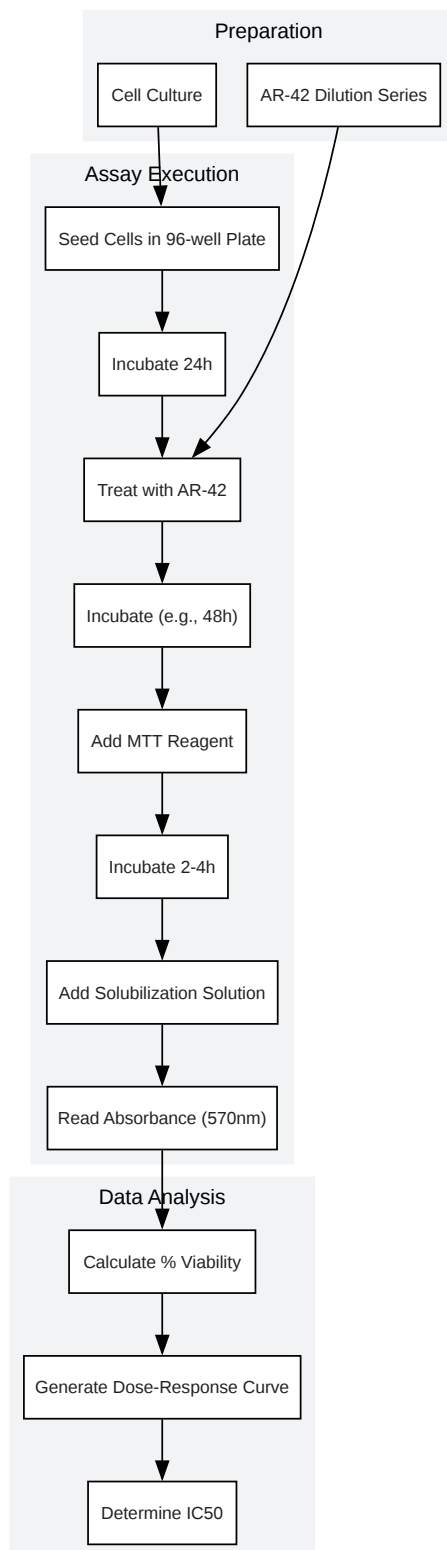 Preparation
Cell Culture
AR-42 Dilution Series
Assay Execution
Seed Cells in 96-well Plate
Incubate 24h
Treat with AR-42
Incubate (e.g., 48h)
Add MTT Reagent
Incubate 2-4h
Add Solubilization Solution
Read Absorbance (570nm)
Data Analysis
Calculate % Viability
Generate Dose-Response Curve
Determine IC50